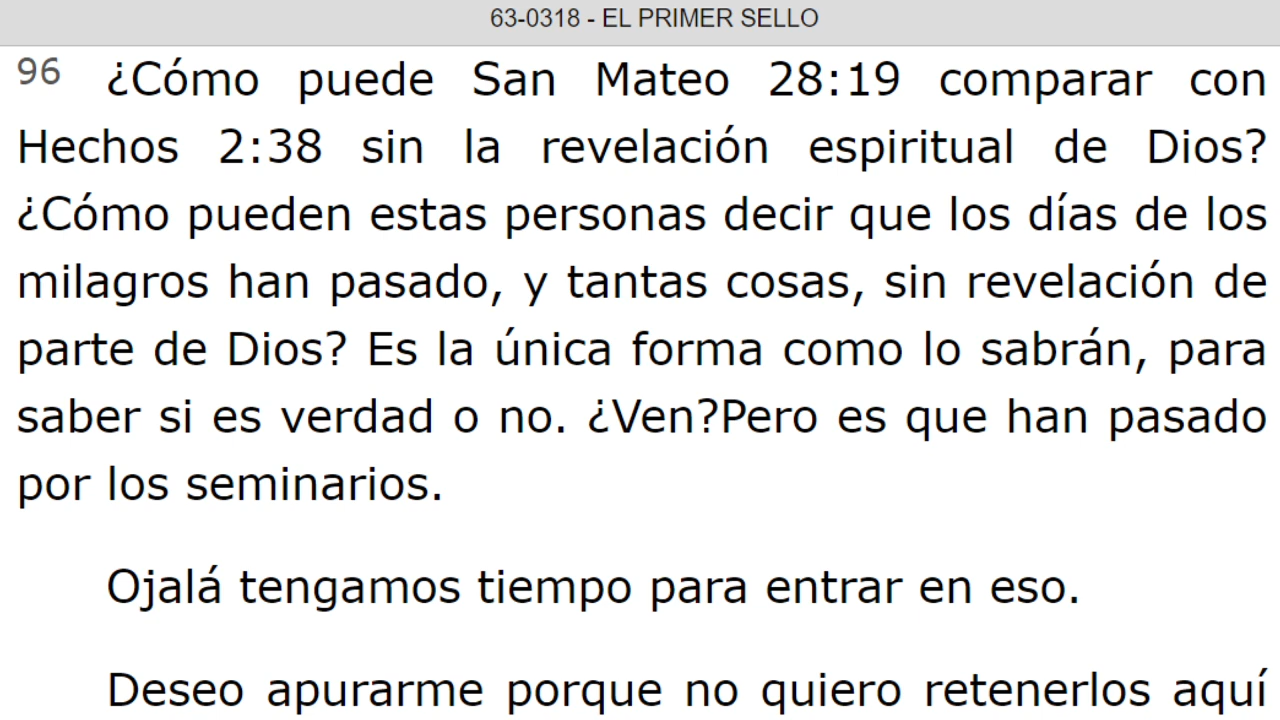 63-0318 - EL PRIMER SELLO
96 ¿Cómo puede San Mateo 28:19 comparar con
Hechos 2:38 sin la revelación espiritual de Dios?
¿Cómo pueden estas personas decir que los días de los
milagros han pasado, y tantas cosas, sin revelación de
parte de Dios? Es la única forma como lo sabrán, para
saber si es verdad o no. ¿Ven?Pero es que han pasado
por los seminarios.
Ojalá tengamos tiempo para entrar en eso.
Deseo apurarme porque no quiero retenerlos aquí